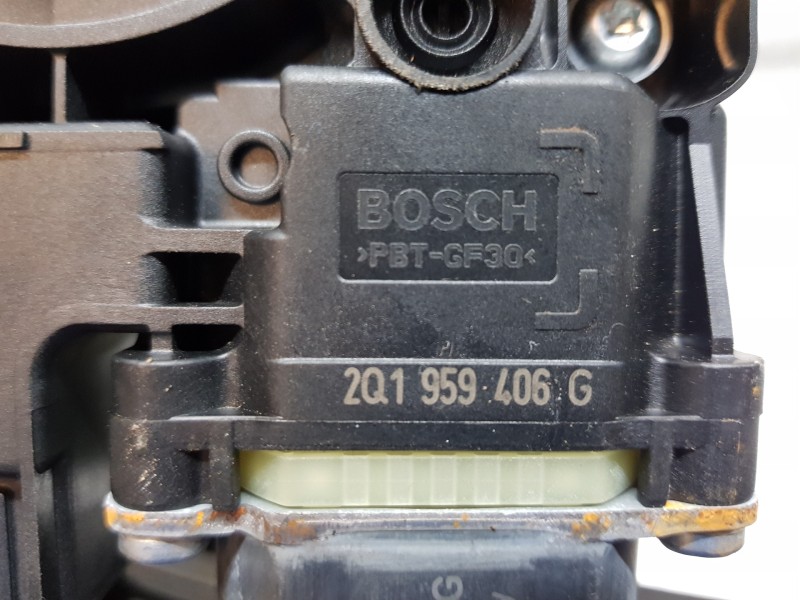 BOSCH
>PBT-GF30<
2Q1 959 406 G
G